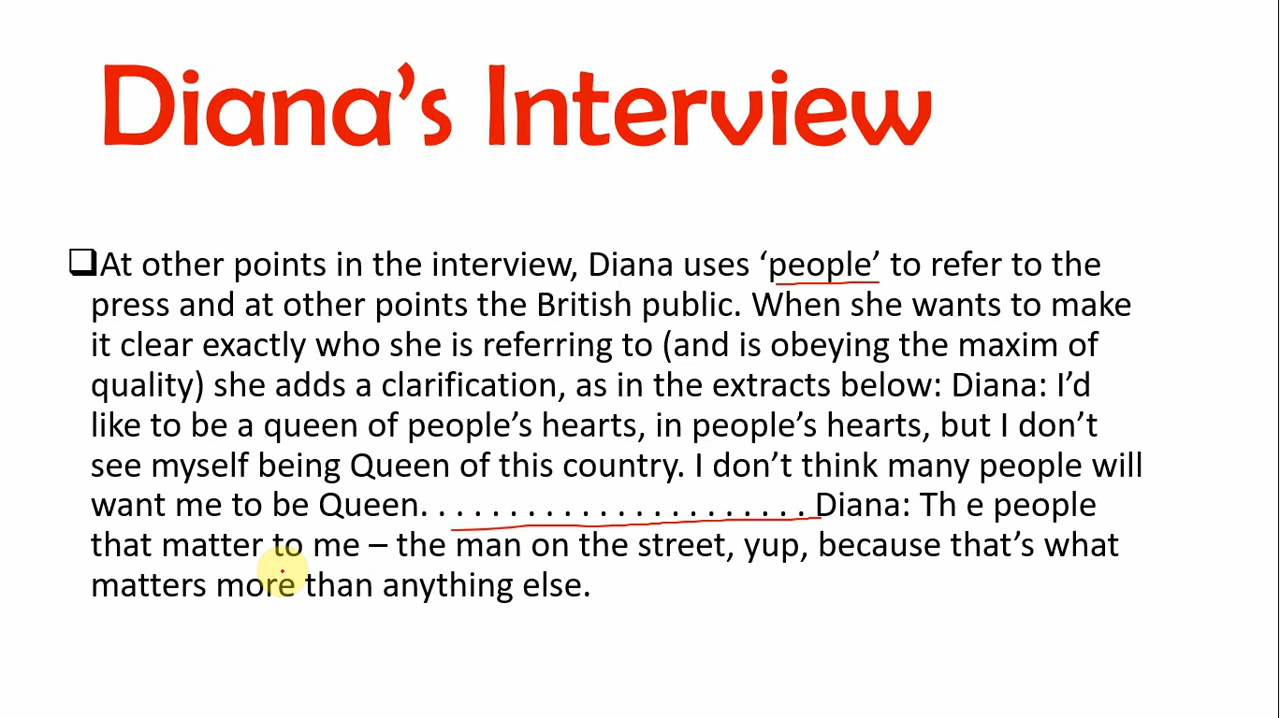 Diana’s Interview
❑At other points in the interview, Diana uses ‘people’ to refer to the
press and at other points the British public. When she wants to make
it clear exactly who she is referring to (and is obeying the maxim of
quality) she adds a clarification, as in the extracts below: Diana: I’d
like to be a queen of people’s hearts, in people’s hearts, but I don’t
see myself being Queen of this country. I don’t think many people will
want me to be Queen. . . . . . . . . . . . . . . . . . . . . Diana: Th e people
that matter to me – the man on the street, yup, because that’s what
matters more than anything else.